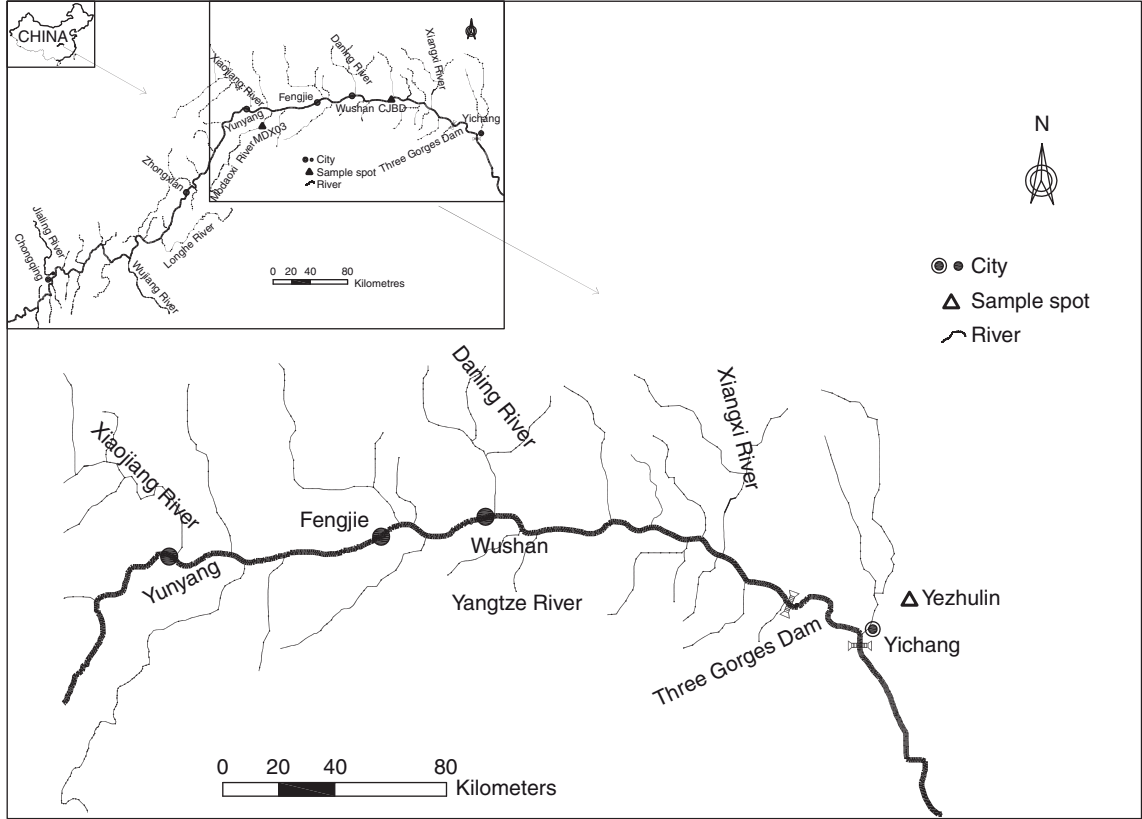 CHINA
Xiaojiang River
Daning River
Xiangxi River
Fengjie
Wushan
CJBD
Yunyang
MDX03
Yichang
Three Gorges Dam
Modaoxi River
City
Sample spot
River
Zhongxian
Jialing River
Chongqing
Longhe River
Wujiang River
0 20 40 80
Kilometres
N
City
Sample spot
River
Xiaojiang River
Daning River
Xiangxi River
Fengjie
Wushan
Yunyang
Yangtze River
Yezhulin
Yichang
Three Gorges Dam
0 20 40 80
Kilometers